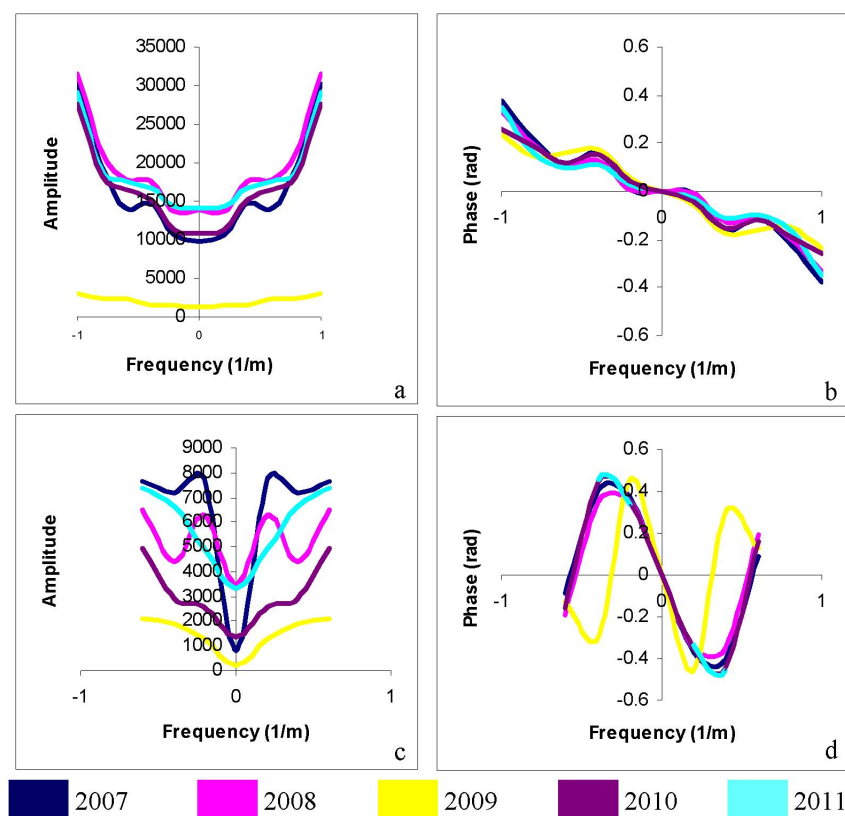 35000
30000
25000
20000
15000
10000
5000
0
-1 0 1
Amplitude
Frequency (1/m)
a
0.6
0.4
0.2
0
-0.2
-0.4
-0.6
-1 0 1
Phase (rad)
Frequency (1/m)
b
9000
8000
7000
6000
5000
4000
3000
2000
1000
0
-1 0 1
Amplitude
Frequency (1/m)
c
0.6
0.4
0.2
0
-0.2
-0.4
-0.6
-1 0 1
Phase (rad)
Frequency (1/m)
d
2007 2008 2009 2010 2011